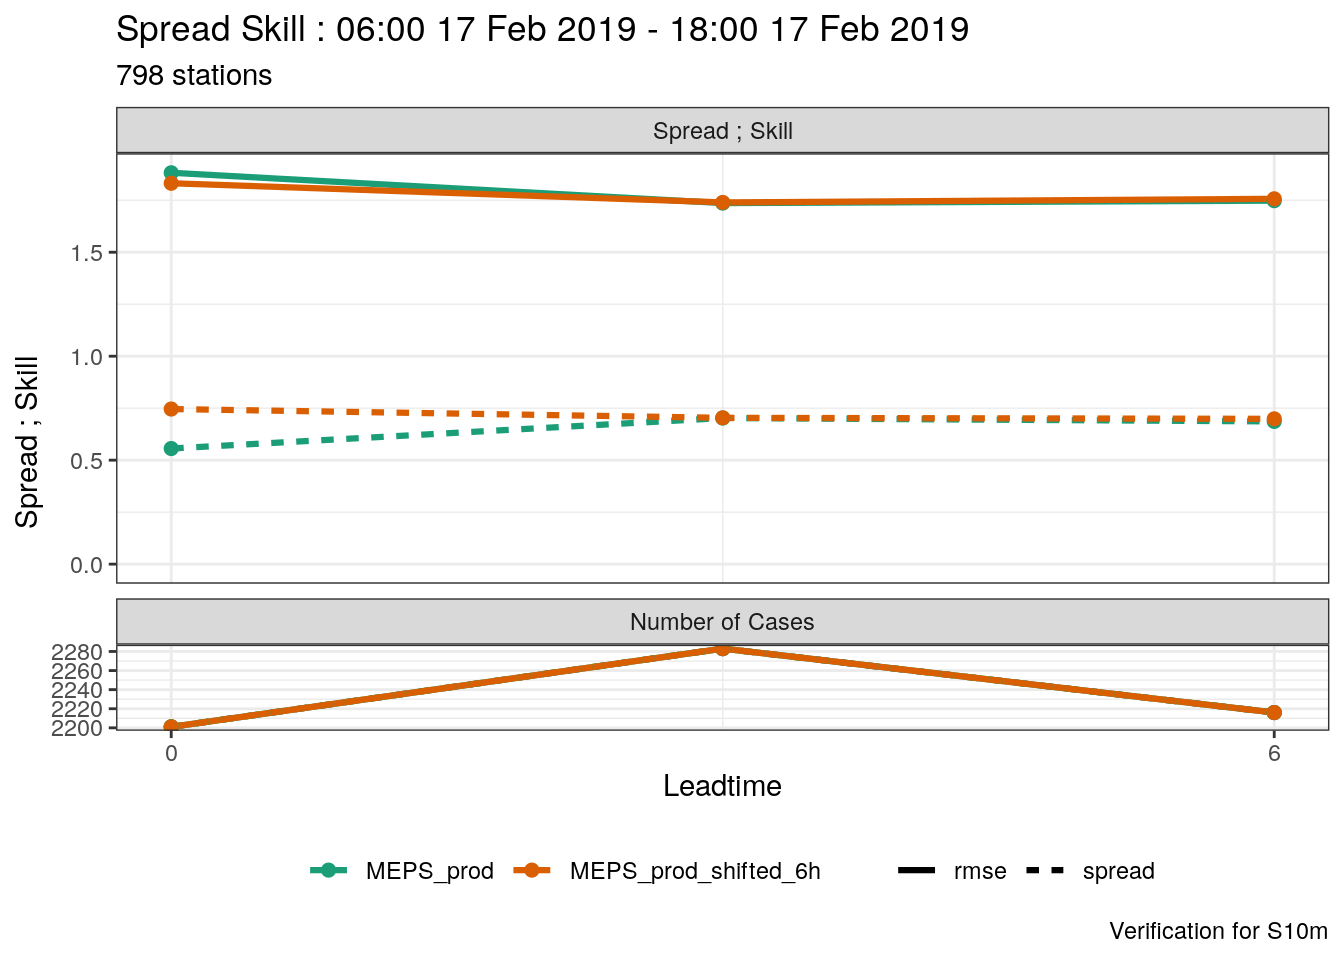 Spread Skill : 06:00 17 Feb 2019 - 18:00 17 Feb 2019
798 stations
Spread ; Skill
Spread ; Skill
1.5
1.0
0.5
0.0
Number of Cases
2280
2260
2240
2220
2200
0 6
Leadtime
MEPS_prod MEPS_prod_shifted_6h rmse spread
Verification for S10m